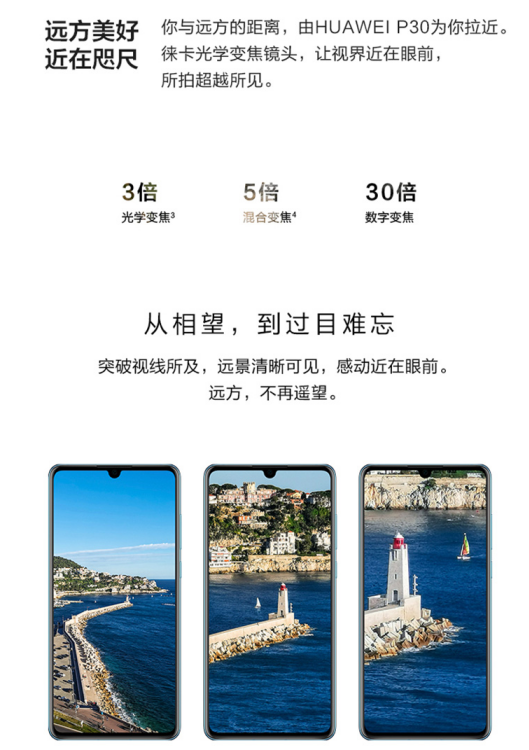 远方美好
近在咫尺
你与远方的距离，由HUAWEI P30为你拉近。
徕卡光学变焦镜头，让视界近在眼前，
所拍超越所见。
3倍 5倍 30倍
光学变焦3 混合变焦4 数字变焦
从相望，到过目难忘
突破视线所及，远景清晰可见，感动近在眼前。
远方，不再遥望。